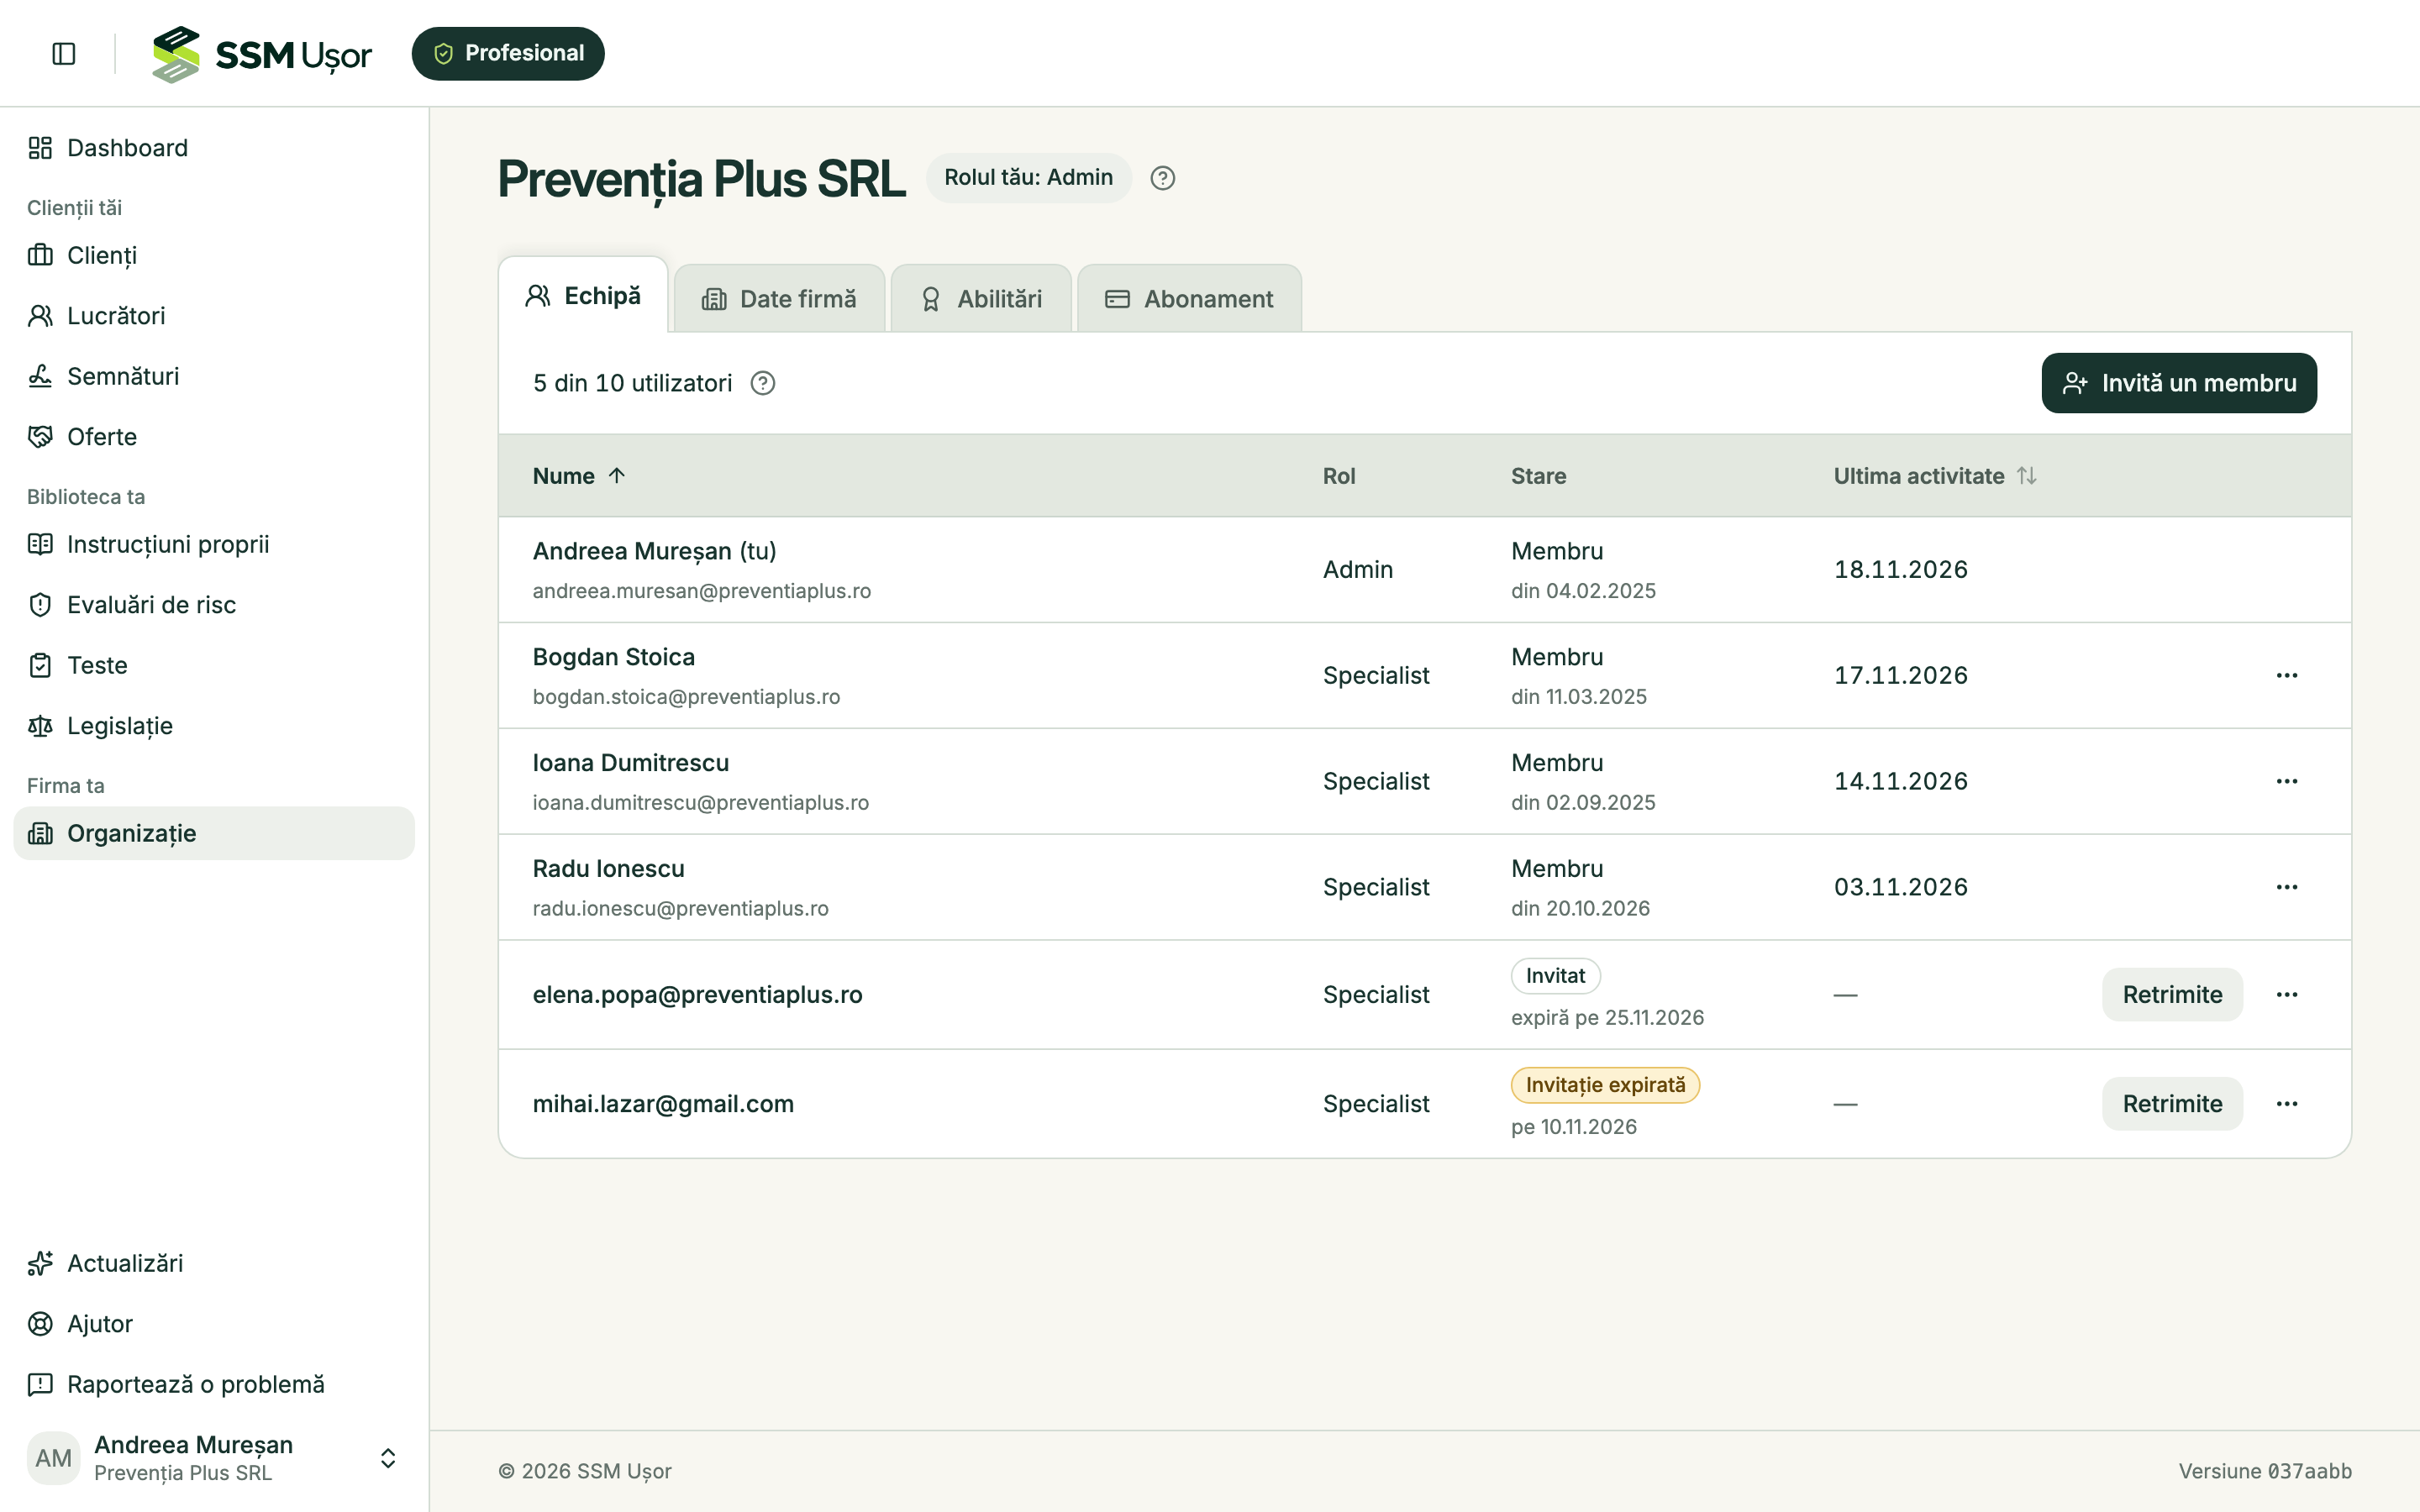 SSM Ușor
Profesional
Dashboard
Clienții tăi
Clienți
Lucrători
Semnături
Oferte
Biblioteca ta
Instrucțiuni proprii
Evaluări de risc
Teste
Legislație
Firma ta
Organizație
Actualizări
Ajutor
Raportează o problemă
AM
Andreea Mureșan
Prevenția Plus SRL
Prevenția Plus SRL
Rolul tău: Admin
Echipă
Date firmă
Abilitări
Abonament
5 din 10 utilizatori
Invită un membru
Nume
Rol
Stare
Ultima activitate
Andreea Mureșan (tu)
andreea.muresan@preventiaplus.ro
Admin
Membru
din 04.02.2025
18.11.2026
Bogdan Stoica
bogdan.stoica@preventiaplus.ro
Specialist
Membru
din 11.03.2025
17.11.2026
Ioana Dumitrescu
ioana.dumitrescu@preventiaplus.ro
Specialist
Membru
din 02.09.2025
14.11.2026
Radu Ionescu
radu.ionescu@preventiaplus.ro
Specialist
Membru
din 20.10.2026
03.11.2026
elena.popa@preventiaplus.ro
Specialist
Invitat
expiră pe 25.11.2026
—
Retrimite
mihai.lazar@gmail.com
Specialist
Invitație expirată
pe 10.11.2026
—
Retrimite
© 2026 SSM Ușor
Versiune 037aabb